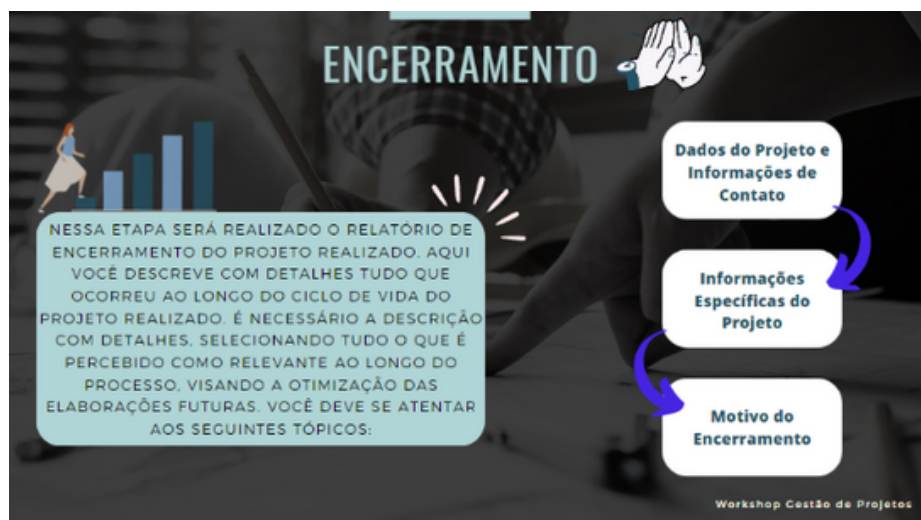 ENCERRAMENTO
NESSA ETAPA SERÁ REALIZADO O RELATÓRIO DE
ENCERRAMENTO DO PROJETO REALIZADO. AQUI
VOCÊ DESCREVE COM DETALHES TUDO QUE
OCORREU AO LONGO DO CICLO DE VIDA DO
PROJETO REALIZADO. É NECESSÁRIO A DESCRIÇÃO
COM DETALHES, SELECIONANDO TUDO O QUE É
PERCEBIDO COMO RELEVANTE AO LONGO DO
PROCESSO, VISANDO A OTIMIZAÇÃO DAS
ELABORAÇÕES FUTURAS. VOCÊ DEVE SE ATENTAR
AOS SEGUINTES TÓPICOS:
Dados do Projeto e
Informações de
Contato
Informações
Específicas do
Projeto
Motivo do
Encerramento
Workshop Gestão de Projetos